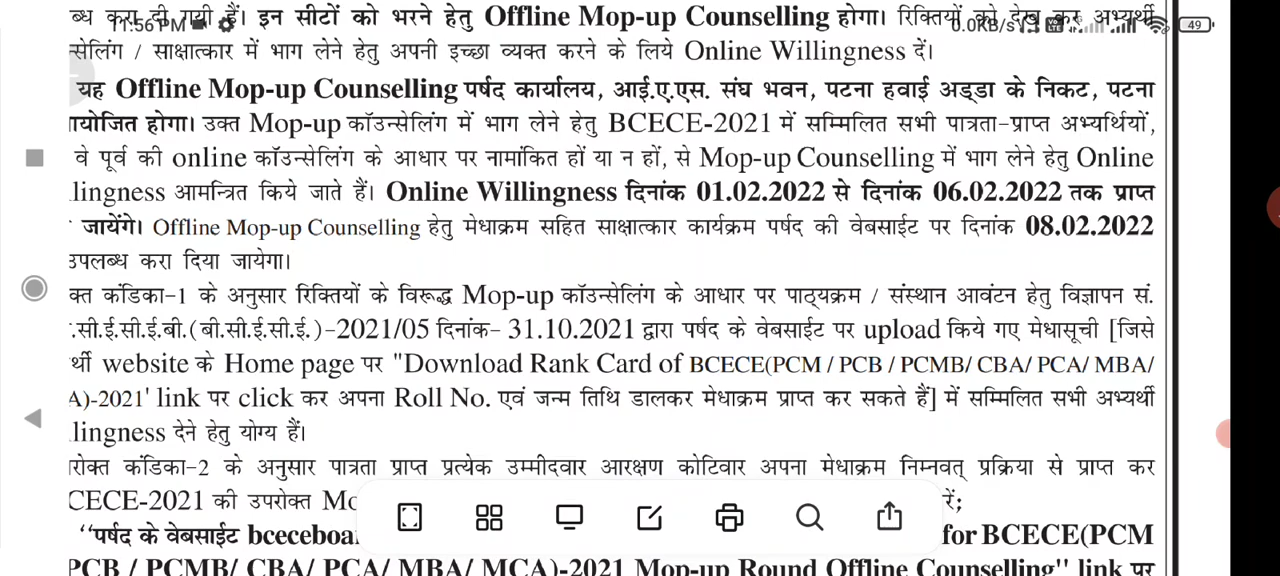 ब्ध करा दी गयी हैं। इन सीटों को भरने हेतु Offline Mop-up Counselling होगा। रिक्तियों को देख कर अभ्यर्थी
11:56 PM 0.0KB/s 49
न्सेलिंग / साक्षात्कार में भाग लेने हेतु अपनी इच्छा व्यक्त करने के लिये Online Willingness दें।
यह Offline Mop-up Counselling पर्षद कार्यालय, आई.ए.एस. संघ भवन, पटना हवाई अड्डा के निकट, पटना
योजित होगा। उक्त Mop-up कॉउन्सेलिंग में भाग लेने हेतु BCECE-2021 में सम्मिलित सभी पात्रता-प्राप्त अभ्यर्थियों,
वे पूर्व की online कॉउन्सेलिंग के आधार पर नामांकित हों या न हों, से Mop-up Counselling में भाग लेने हेतु Online
lingness आमन्त्रित किये जाते हैं। Online Willingness दिनांक 01.02.2022 से दिनांक 06.02.2022 तक प्राप्त
जायेंगे। Offline Mop-up Counselling हेतु मेधाक्रम सहित साक्षात्कार कार्यक्रम पर्षद की वेबसाईट पर दिनांक 08.02.2022
उपलब्ध करा दिया जायेगा।
क्त कंडिका-1 के अनुसार रिक्तियों के विरूद्ध Mop-up कॉउन्सेलिंग के आधार पर पाठ्यक्रम / संस्थान आवंटन हेतु विज्ञापन सं.
.सी.ई.सी.ई.बी.(बी.सी.ई.सी.ई.)-2021/05 दिनांक- 31.10.2021 द्वारा पर्षद के वेबसाईट पर upload किये गए मेधासूची [जिसे
र्थी website के Home page पर "Download Rank Card of BCECE(PCM / PCB / PCMB/ CBA/ PCA/ MBA/
A)-2021' link पर click कर अपना Roll No. एवं जन्म तिथि डालकर मेधाक्रम प्राप्त कर सकते हैं] में सम्मिलित सभी अभ्यर्थी
lingness देने हेतु योग्य हैं।
रोक्त कंडिका-2 के अनुसार पात्रता प्राप्त प्रत्येक उम्मीदवार आरक्षण कोटिवार अपना मेधाक्रम निम्नवत् प्रक्रिया से प्राप्त कर
CECE-2021 की उपरोक्त Mo रें;
“पर्षद के वेबसाईट bceceboa for BCECE(PCM
PCB / PCMB/ CBA/ PCA/ MBA/ MCA)-2021 Mop-up Round Offline Counselling" link पर